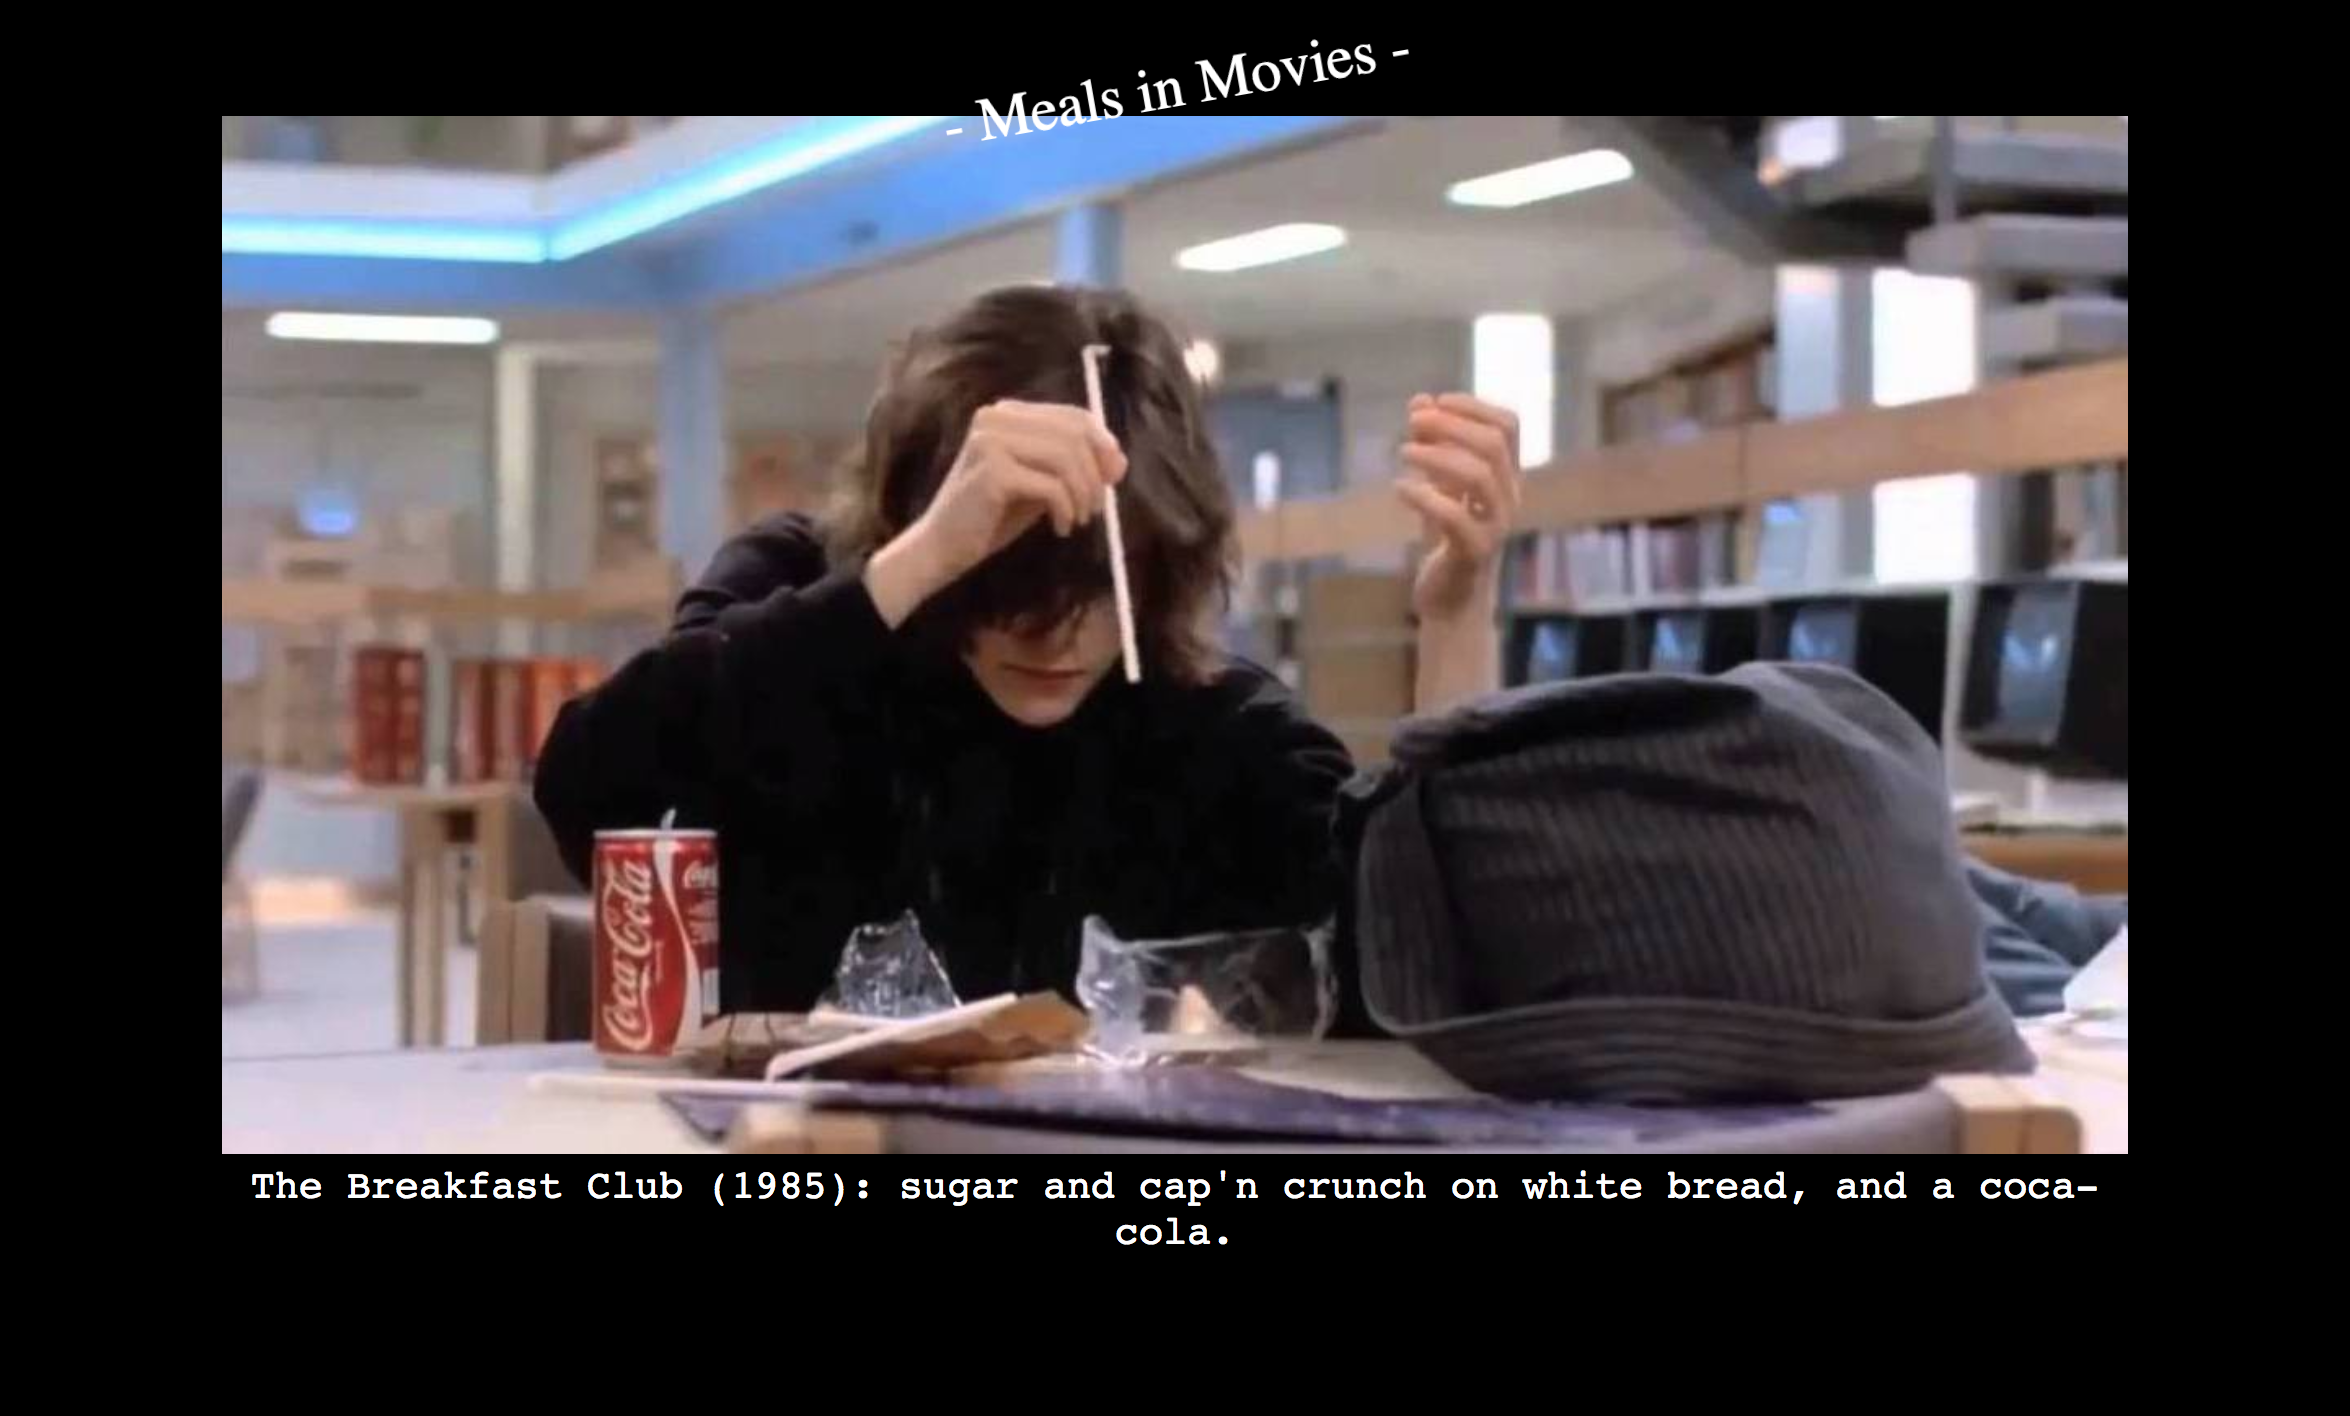 - Meals in Movies -
Coca-Cola
The Breakfast Club (1985): sugar and cap'n crunch on white bread, and a coca-
cola.